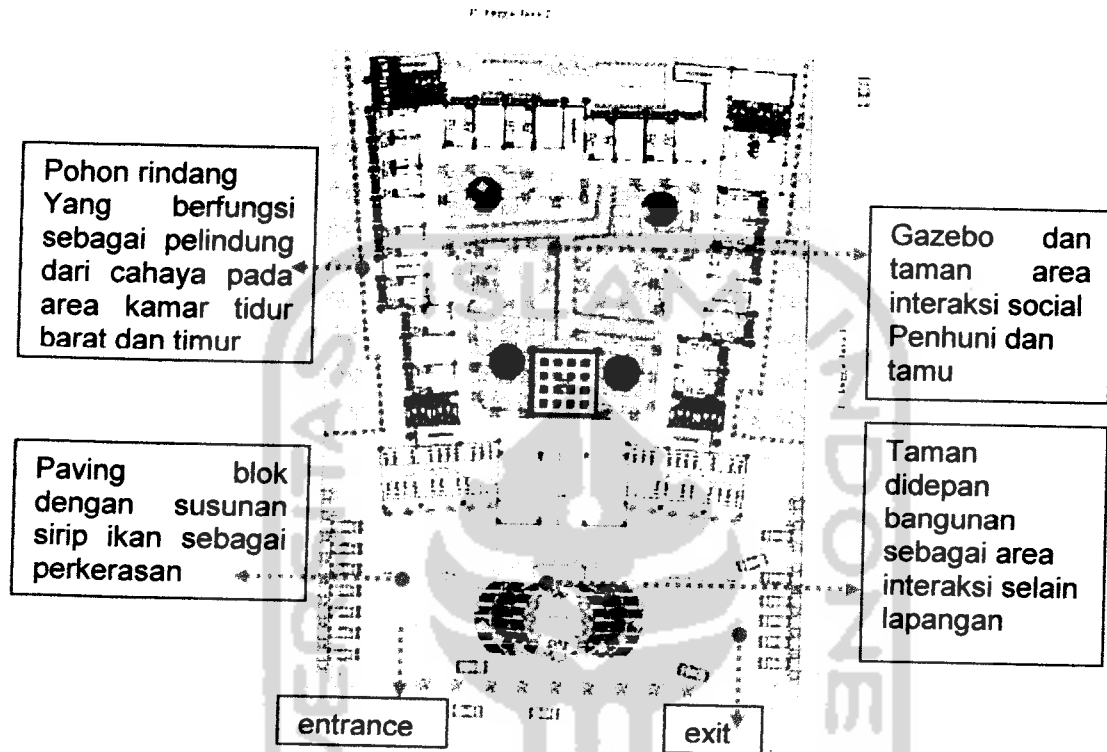 Pohon rindang
Yang berfungsi
sebagai pelindung
dari cahaya pada
area kamar tidur
barat dan timur
Gazebo dan
taman area
interaksi social
Penhuni dan
tamu
Paving blok
dengan susunan
sirip ikan sebagai
perkerasan
Taman
didepan
bangunan
sebagai area
interaksi selain
lapangan
entrance
exit
ISLAM
INDONE